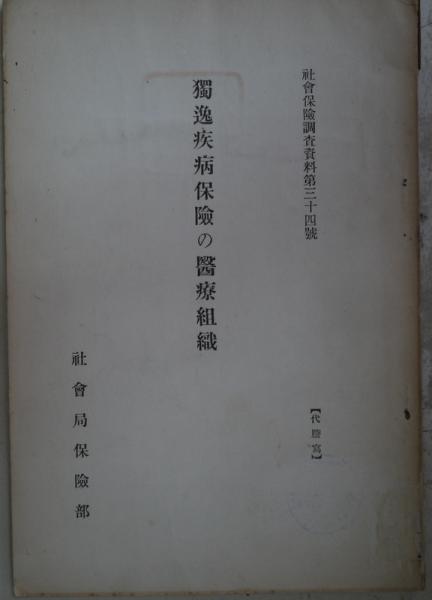 社會保險調査資料第三十四號
【代謄寫】
獨逸疾病保險の醫療組織
社會局保險部